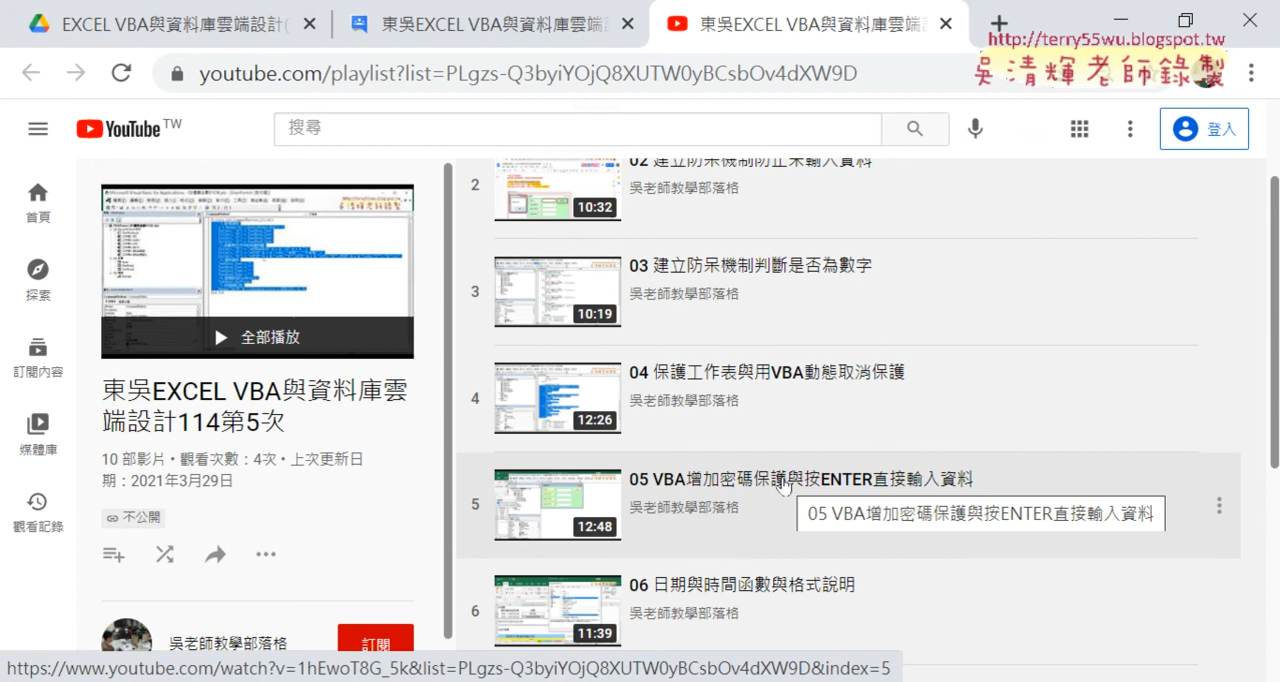 EXCEL VBA與資料庫雲端設計(
東吳EXCEL VBA與資料庫雲端
東吳EXCEL VBA與資料庫雲端
http://terry55wu.blogspot.tw
吳清輝老師錄製
youtube.com/playlist?list=PLgzs-Q3byiYOjQ8XUTW0yBCsbOv4dXW9D
YouTube TW
搜尋
登入
首頁
探索
訂閱內容
媒體庫
觀看記錄
全部播放
東吳EXCEL VBA與資料庫雲
端設計114第5次
10 部影片・觀看次數：4次・上次更新日
期：2021年3月29日
不公開
吳老師教學部落格
訂閱
2
10:32
02 建立防呆機制防止未輸入資料
吳老師教學部落格
3
10:19
03 建立防呆機制判斷是否為數字
吳老師教學部落格
4
12:26
04 保護工作表與用VBA動態取消保護
吳老師教學部落格
5
12:48
05 VBA增加密碼保護與按ENTER直接輸入資料
吳老師教學部落格
05 VBA增加密碼保護與按ENTER直接輸入資料
6
11:39
06 日期與時間函數與格式說明
吳老師教學部落格
https://www.youtube.com/watch?v=1hEwoT8G_5k&list=PLgzs-Q3byiYOjQ8XUTW0yBCsbOv4dXW9D&index=5